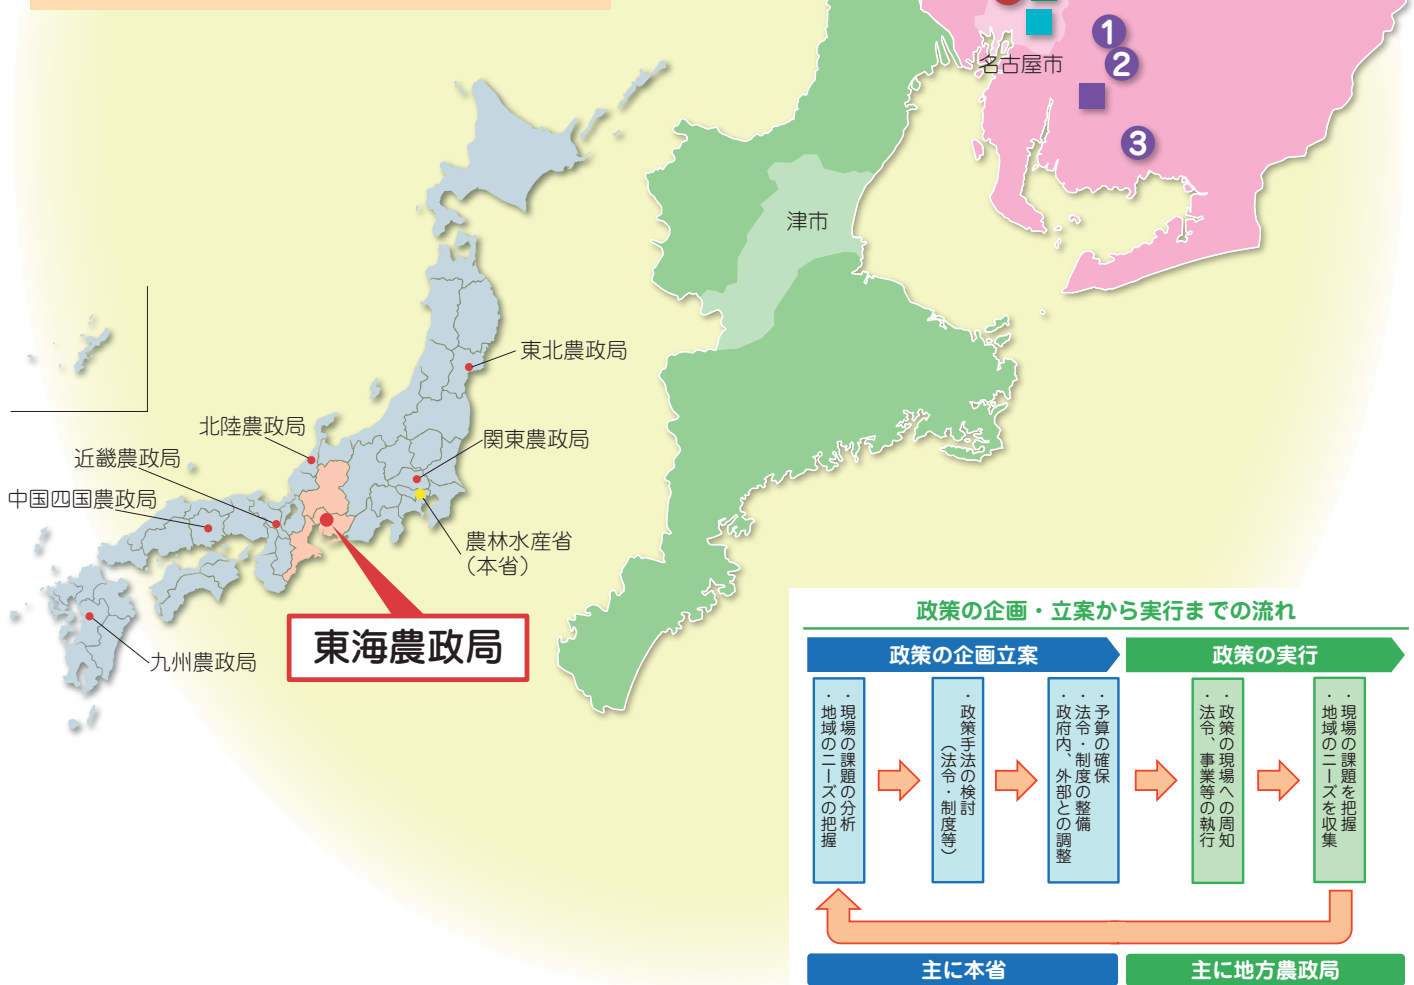 名古屋市
1
2
3
津市
東北農政局
北陸農政局
関東農政局
近畿農政局
中国四国農政局
農林水産省
（本省）
東海農政局
九州農政局
政策の企画・立案から実行までの流れ
政策の企画立案
政策の実行
・現場の課題の分析
・地域のニーズの把握
・政策手法の検討
（法令・制度等）
・予算の確保
・法令・制度の整備
・政府内、外部との調整
・政策の現場への周知
・法令、事業等の執行
・現場の課題を把握
・地域のニーズを収集
主に本省
主に地方農政局